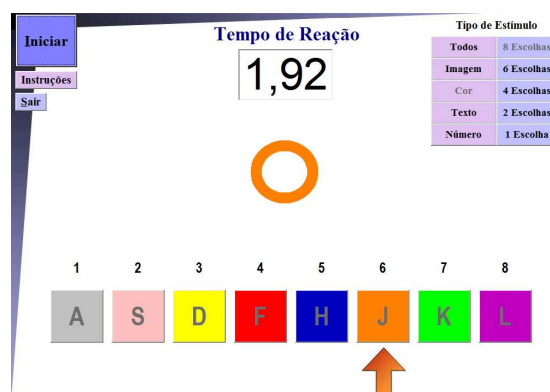 Iniciar
Instruções
Sair
Tempo de Reação
1,92
Tipo de Estímulo
Todos 8 Escolhas
Imagem 6 Escolhas
Cor 4 Escolhas
Texto 2 Escolhas
Número 1 Escolha
1 2 3 4 5 6 7 8
A S D F H J K L